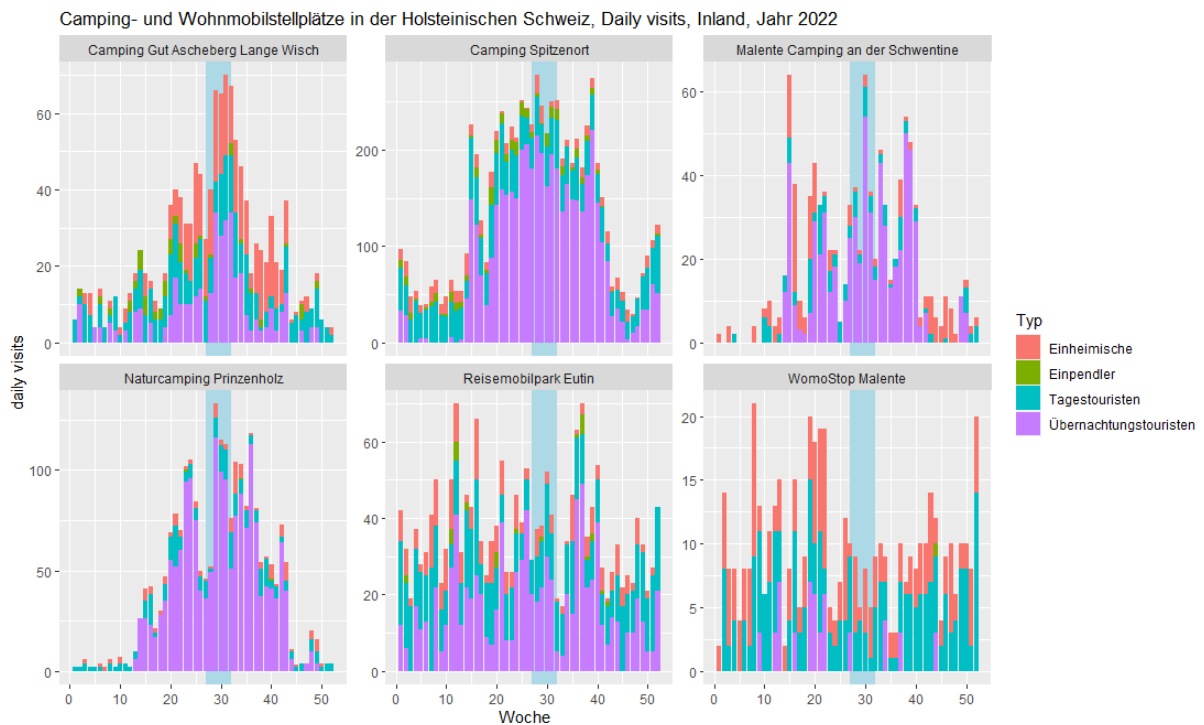 Camping- und Wohnmobilstellplätze in der Holsteinischen Schweiz, Daily visits, Inland, Jahr 2022
Camping Gut Ascheberg Lange Wisch
Camping Spitzenort
Malente Camping an der Schwentine
60
40
20
0
200
100
0
60
40
20
0
Naturcamping Prinzenholz
Reisemobilpark Eutin
WomoStop Malente
100
50
0
60
40
20
0
20
15
10
5
0
0 10 20 30 40 50
0 10 20 30 40 50
0 10 20 30 40 50
daily visits
Woche
Typ
Einheimische
Einpendler
Tagestouristen
Übernachtungstouristen